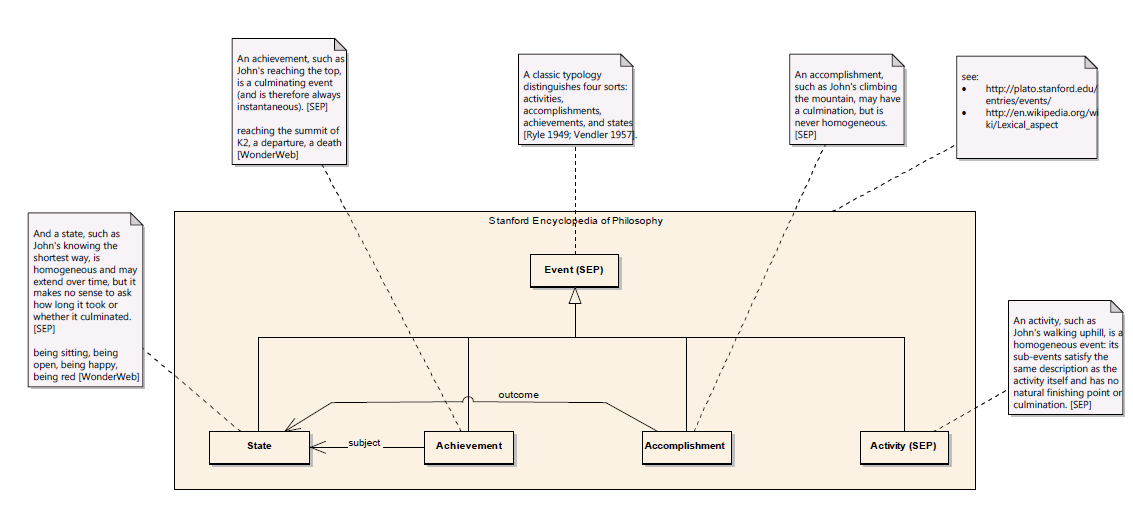 An achievement, such as
John's reaching the top,
is a culminating event
(and is therefore always
instantaneous). [SEP]
reaching the summit of
K2, a departure, a death
[WonderWeb]
A classic typology
distinguishes four sorts:
activities,
accomplishments,
achievements, and states
[Ryle 1949; Vendler 1957].
An accomplishment,
such as John's climbing
the mountain, may have
a culmination, but is
never homogeneous.
[SEP]
see:
• http://plato.stanford.edu/
entries/events/
• http://en.wikipedia.org/wi
ki/Lexical_aspect
And a state, such as
John's knowing the
shortest way, is
homogeneous and may
extend over time, but it
makes no sense to ask
how long it took or
whether it culminated.
[SEP]
being sitting, being
open, being happy,
being red [WonderWeb]
Stanford Encyclopedia of Philosophy
Event (SEP)
An activity, such as
John's walking uphill, is a
homogeneous event: its
sub-events satisfy the
same description as the
activity itself and has no
natural finishing point or
culmination. [SEP]
outcome
State
subject
Achievement
Accomplishment
Activity (SEP)